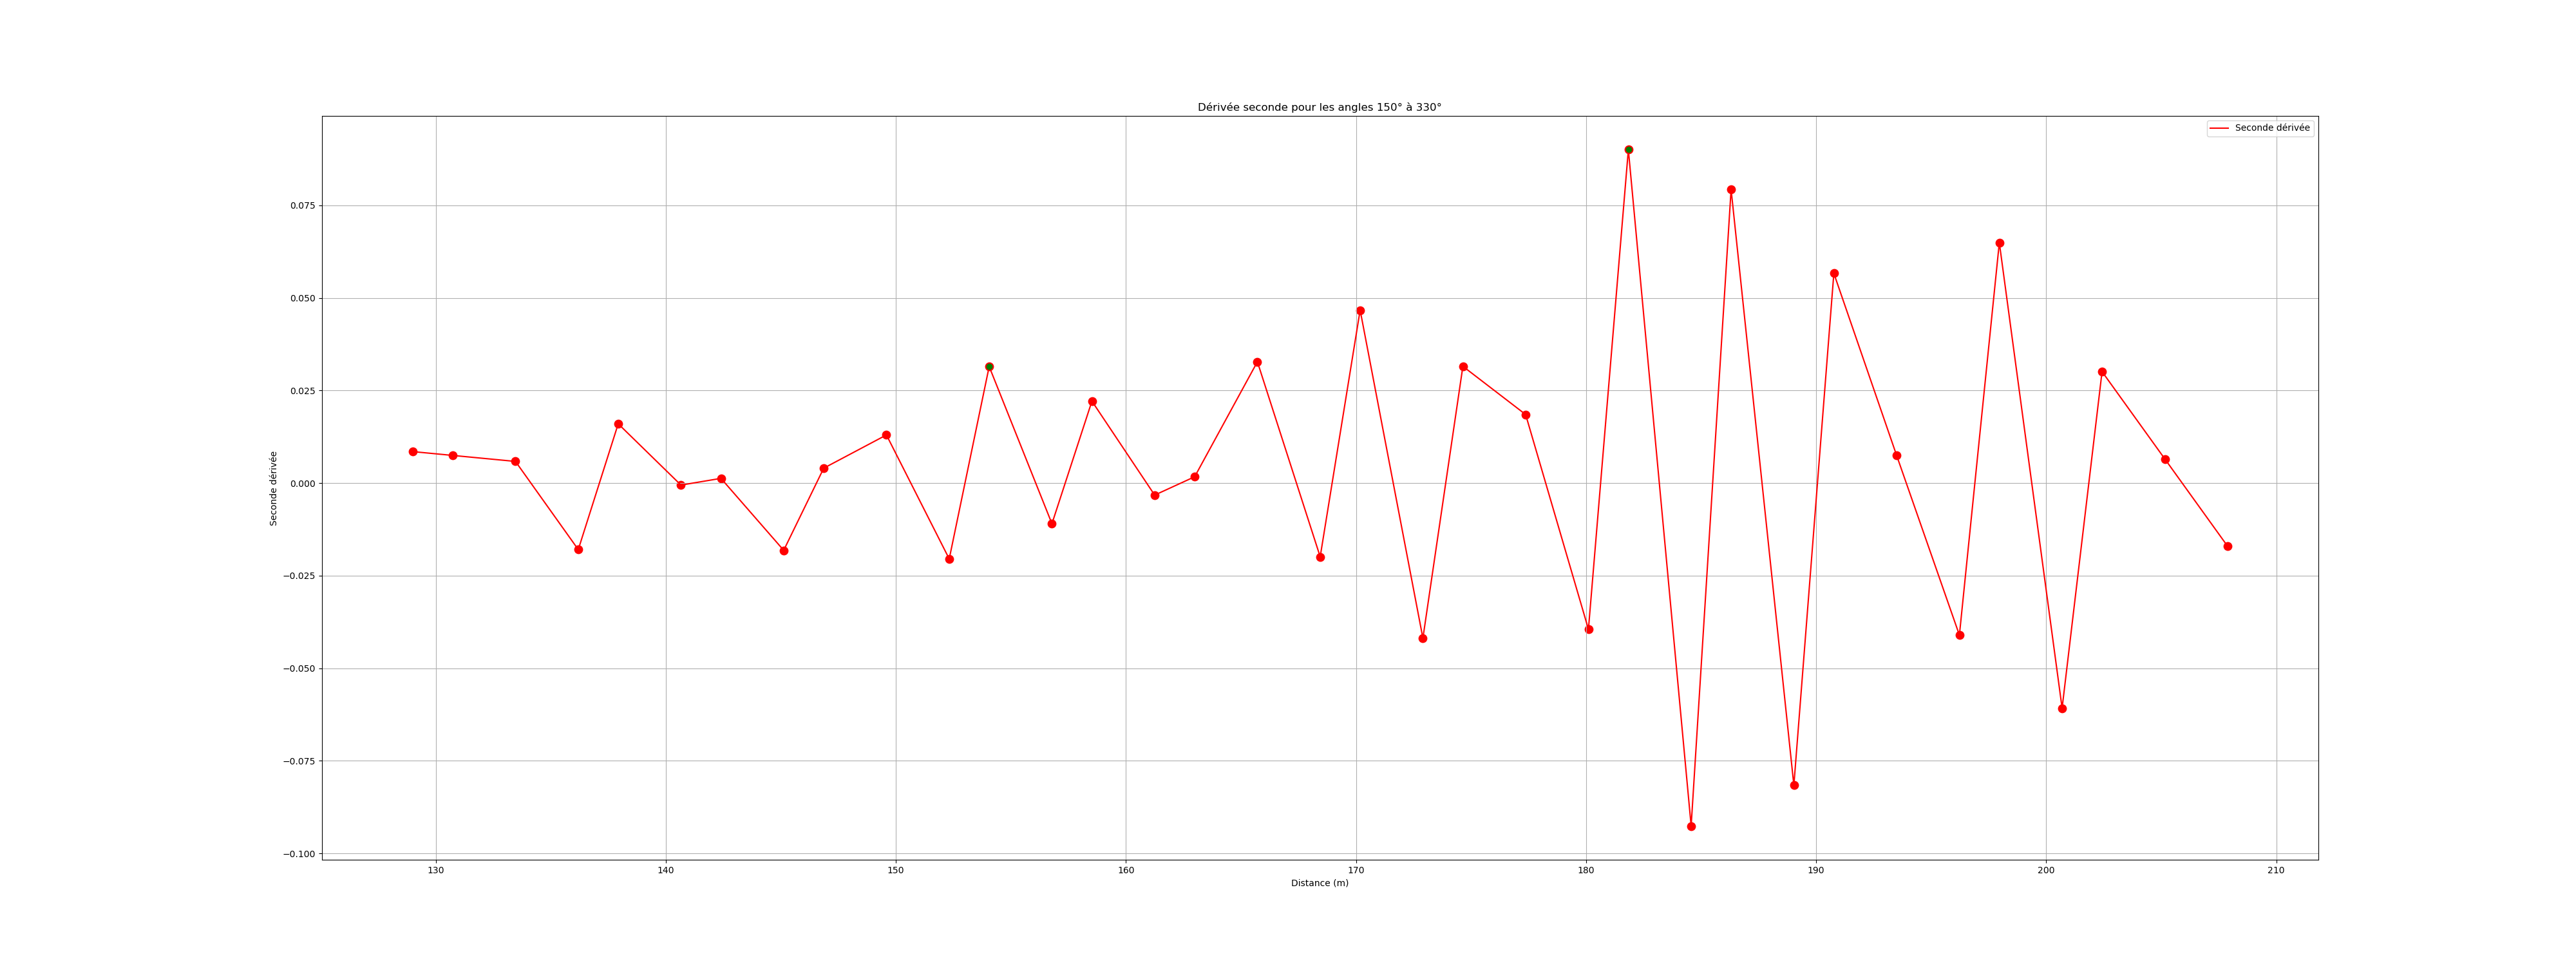 Dérivée seconde pour les angles 150° à 330°
Seconde dérivée
0.075
0.050
0.025
0.000
−0.025
−0.050
−0.075
−0.100
Seconde dérivée
130 140 150 160 170 180 190 200 210
Distance (m)